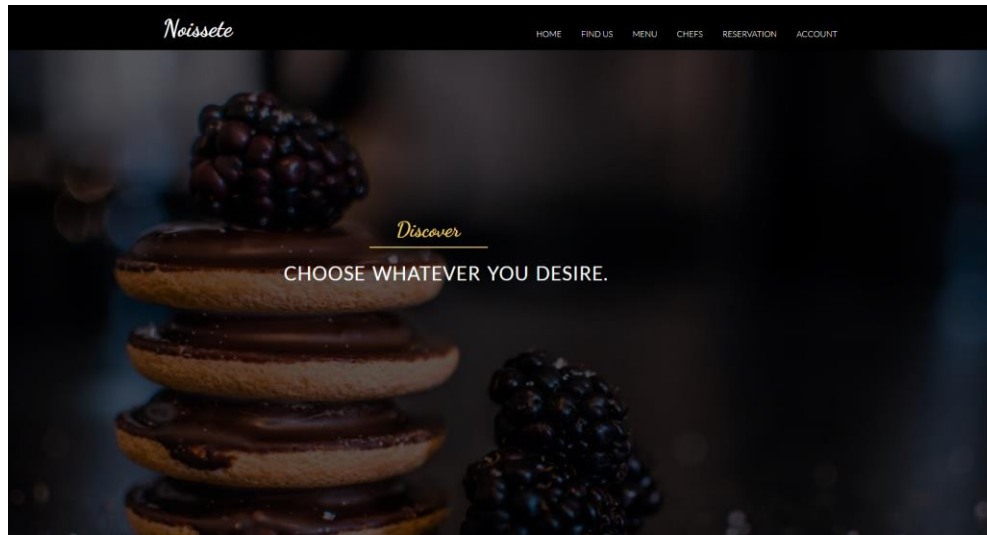 Noissete
HOME FIND US MENU CHEFS RESERVATION ACCOUNT
Discover
CHOOSE WHATEVER YOU DESIRE.